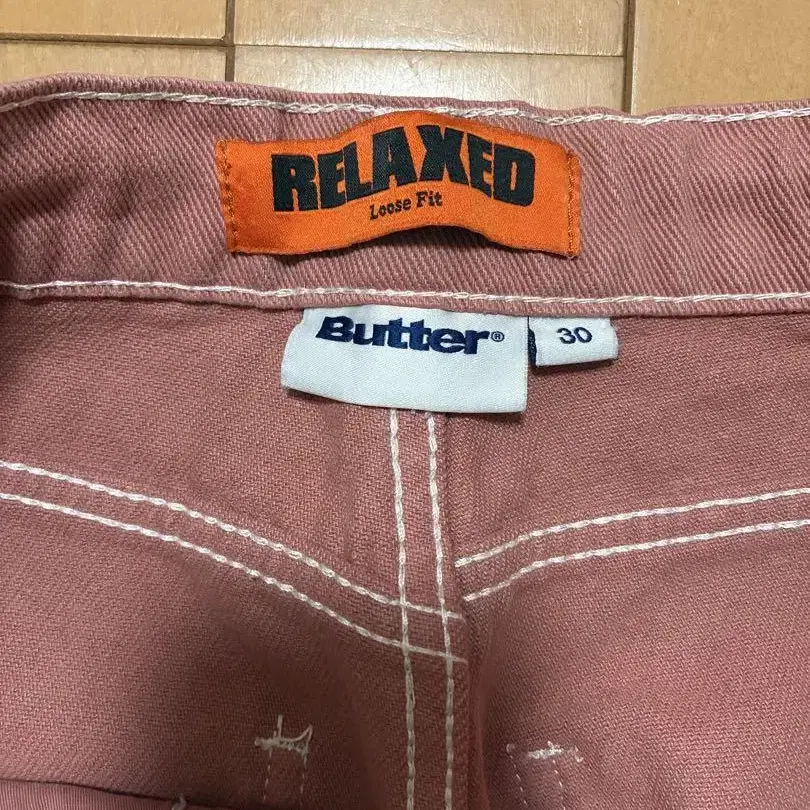 RELAXED
Loose Fit
Butter®
30